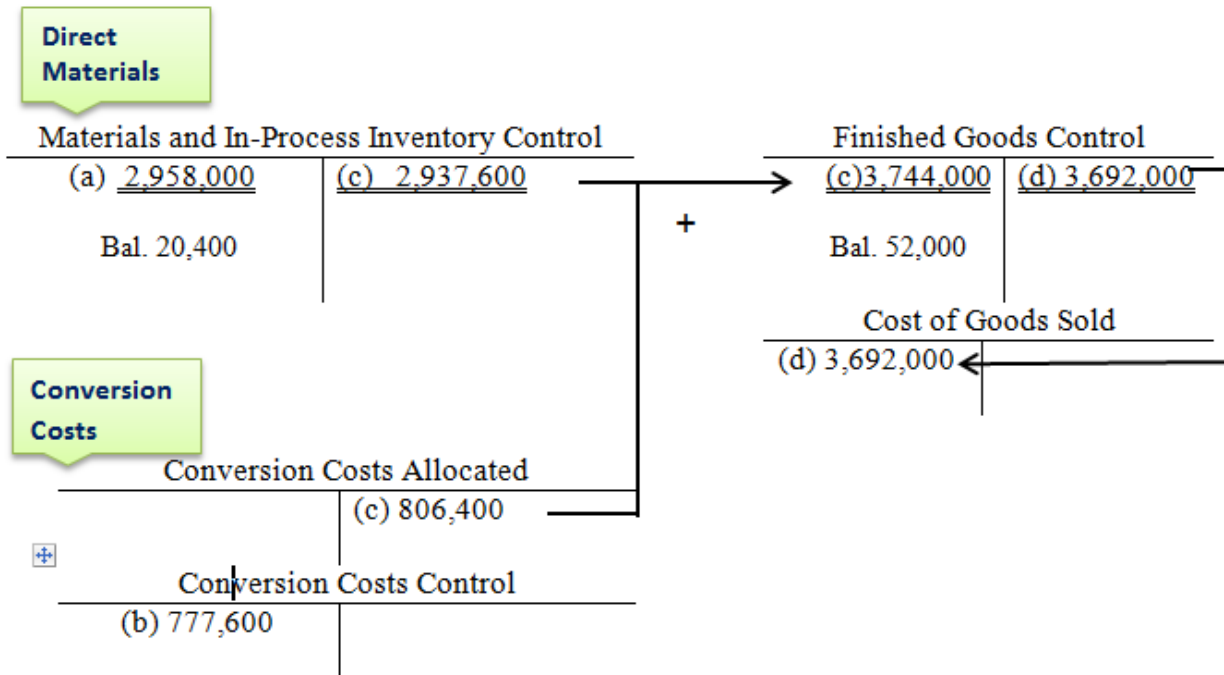 Direct
Materials
Materials and In-Process Inventory Control
(a) 2,958,000 (c) 2,937,600
Bal. 20,400
+
Finished Goods Control
(c)3,744,000 (d) 3,692,000
Bal. 52,000
Cost of Goods Sold
(d) 3,692,000
Conversion
Costs
Conversion Costs Allocated
(c) 806,400
Conversion Costs Control
(b) 777,600